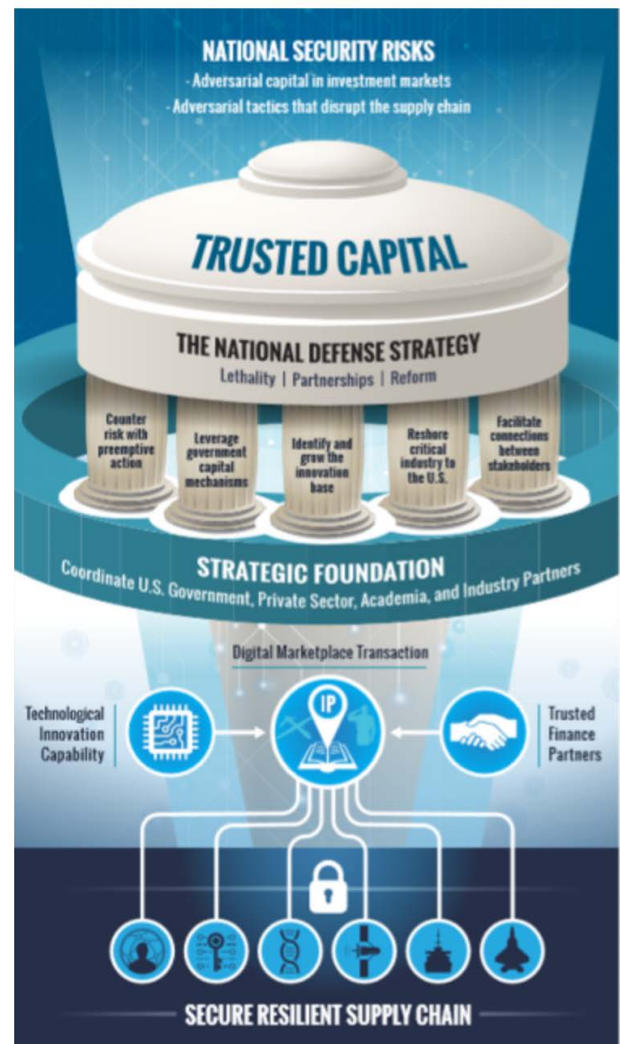 NATIONAL SECURITY RISKS
- Adversarial capital in investment markets
- Adversarial tactics that disrupt the supply chain
TRUSTED CAPITAL
THE NATIONAL DEFENSE STRATEGY
Lethality | Partnerships | Reform
Counter
risk with
preemptive
action
Leverage
government
capital
mechanisms
Identify and
grow the
innovation
base
Reshore
critical
industry to
the U.S.
Facilitate
connections
between
stakeholders
STRATEGIC FOUNDATION
Coordinate U.S. Government, Private Sector, Academia, and Industry Partners
Digital Marketplace Transaction
IP
Technological
Innovation
Capability
Trusted
Finance
Partners
SECURE RESILIENT SUPPLY CHAIN